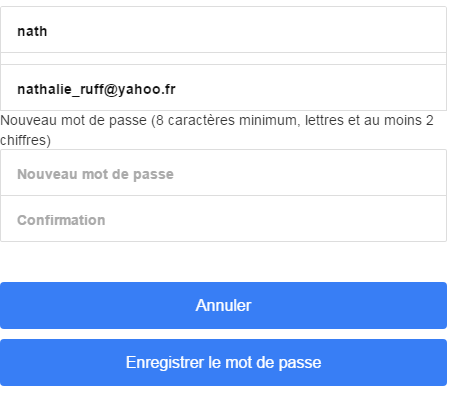 nath
nathalie_ruff@yahoo.fr
Nouveau mot de passe (8 caractères minimum, lettres et au moins 2
chiffres)
Nouveau mot de passe
Confirmation
Annuler
Enregistrer le mot de passe